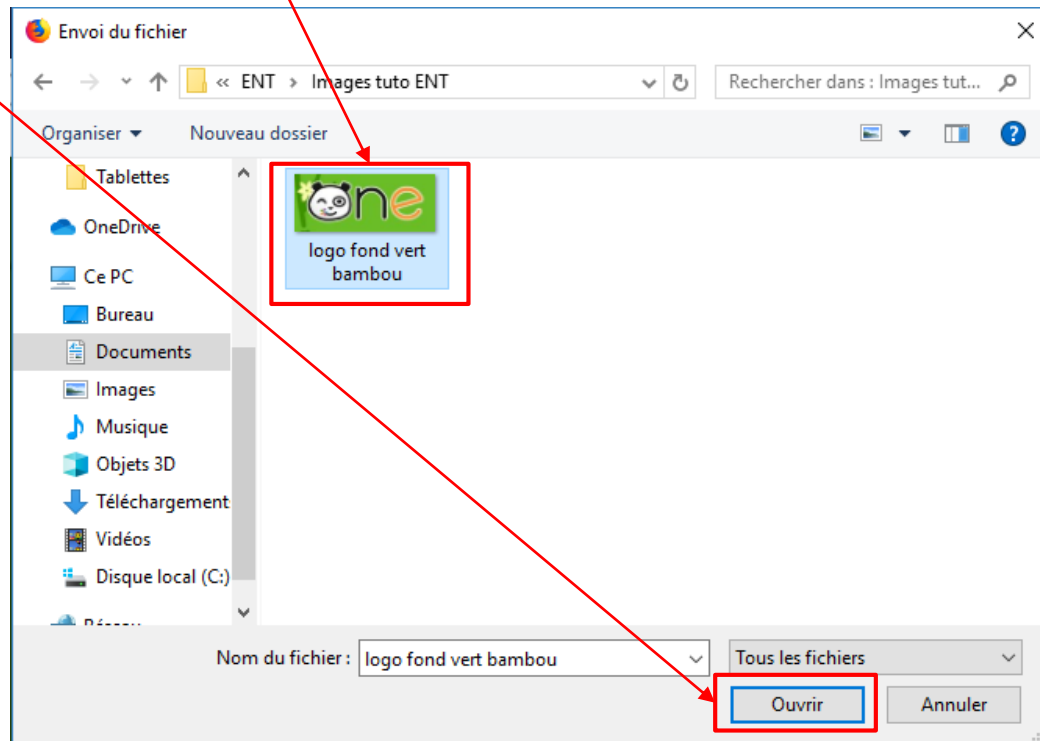 Envoi du fichier
« ENT > Images tuto ENT
Rechercher dans : Images tut...
Organiser
Nouveau dossier
?
Tablettes
OneDrive
Ce PC
Bureau
Documents
Images
Musique
Objets 3D
Téléchargement
Vidéos
Disque local (C:)
one
logo fond vert
bambou
Nom du fichier :
logo fond vert bambou
Tous les fichiers
Ouvrir
Annuler